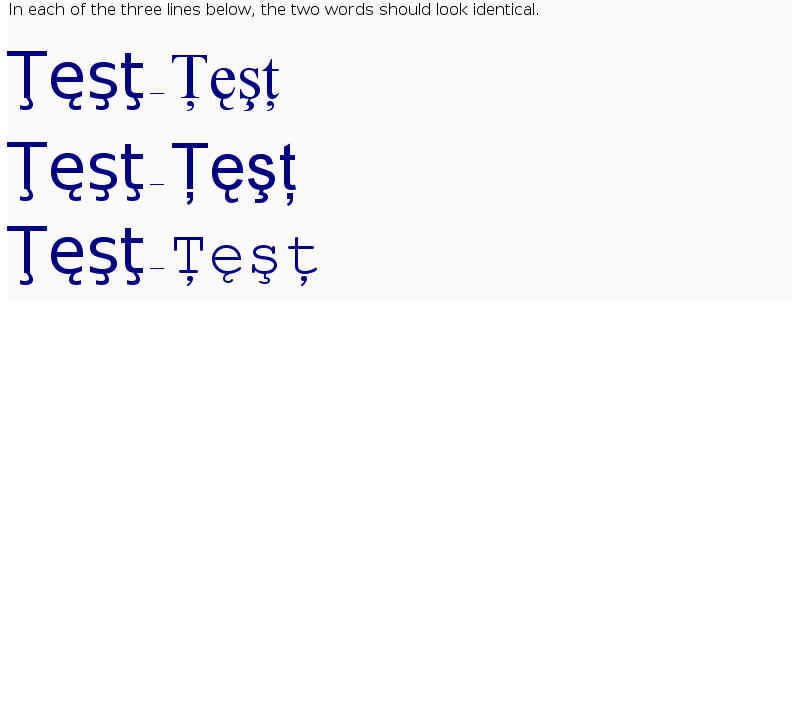 In each of the three lines below, the two words should look identical.
Ţęşţ – Ţęşţ
Ţęşţ – Ţęşţ
Ţęşţ – Ţęşţ